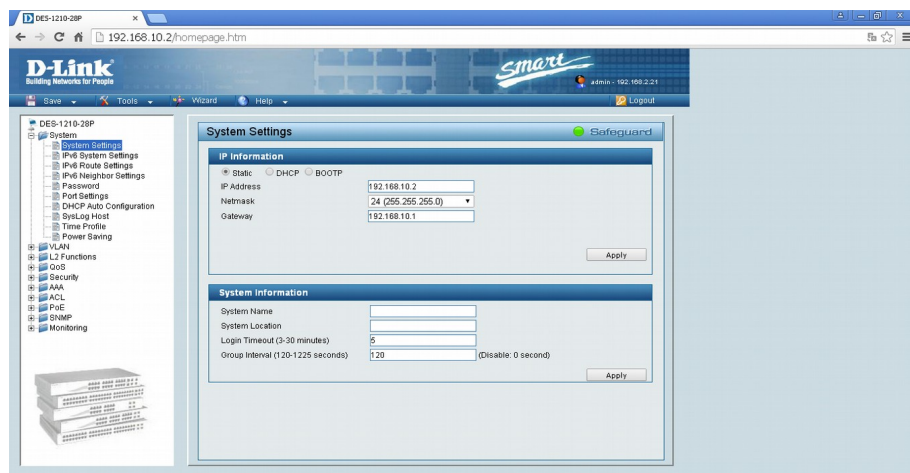 DES-1210-28P
192.168.10.2/homepage.htm
D-Link
Building Networks for People
smart
admin - 192.168.2.21
Save Tools Wizard Help Logout
DES-1210-28P
System
System Settings
IPv6 System Settings
IPv6 Route Settings
IPv6 Neighbor Settings
Password
Port Settings
DHCP Auto Configuration
SysLog Host
Time Profile
Power Saving
VLAN
L2 Functions
QoS
Security
AAA
ACL
PoE
SNMP
Monitoring
System Settings
Safeguard
IP Information
Static DHCP BOOTP
IP Address 192.168.10.2
Netmask 24 (255.255.255.0)
Gateway 192.168.10.1
Apply
System Information
System Name
System Location
Login Timeout (3-30 minutes) 5
Group Interval (120-1225 seconds) 120 (Disable: 0 second)
Apply